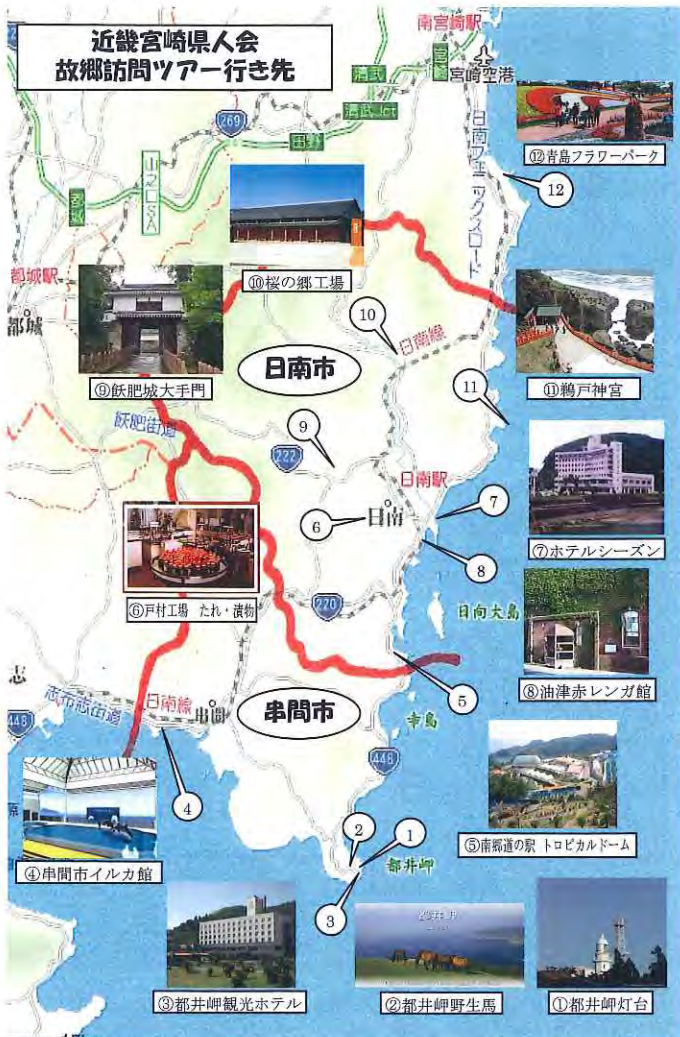 近畿宮崎県人会
故郷訪問ツアー行き先
南宮崎駅
宮崎
宮崎空港
清武
清武Jct
田野
269
山之口SA
都城
都城駅
都城
日南フェニックスロード
⑫青島フラワーパーク
12
⑩桜の郷工場
10
日南線
⑨飫肥城大手門
日南市
⑪鵜戸神宮
11
飫肥街道
222
9
日南駅
日南
6
7
8
⑦ホテルシーズン
⑥戸村工場 たれ・漬物
220
日向大島
⑧油津赤レンガ館
5
志
志布志街道
日南線
串間
串間市
幸島
448
448
4
④串間市イルカ館
⑤南郷道の駅 トロピカルドーム
2
1
都井岬
3
③都井岬観光ホテル
②都井岬野生馬
①都井岬灯台